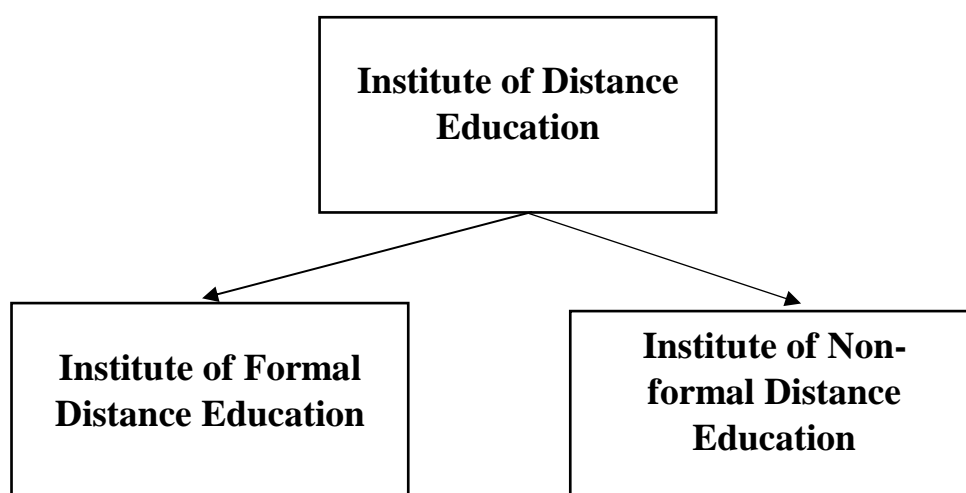 Institute of Distance
Education
Institute of Formal
Distance Education
Institute of Non-
formal Distance
Education